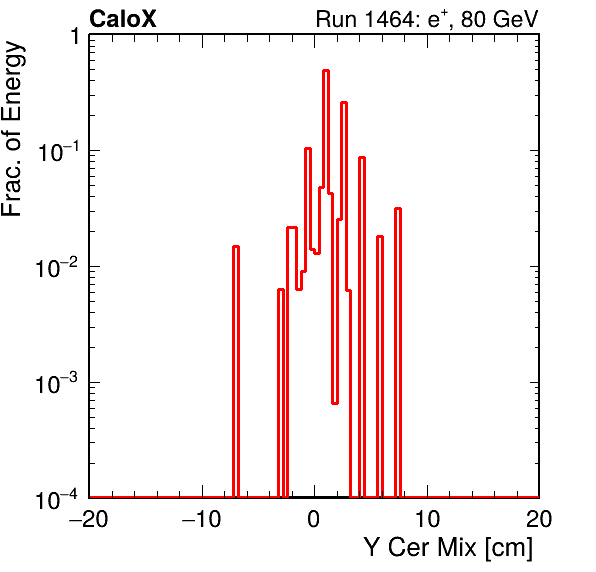 CaloX Run 1464: e⁺, 80 GeV
Frac. of Energy
1
10⁻¹
10⁻²
10⁻³
10⁻⁴
−20 −10 0 10 20
Y Cer Mix [cm]